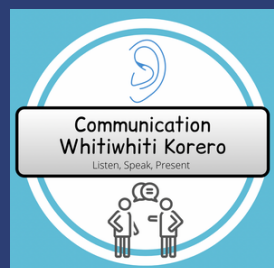 Communication
Whitiwhiti Korero
Listen, Speak, Present